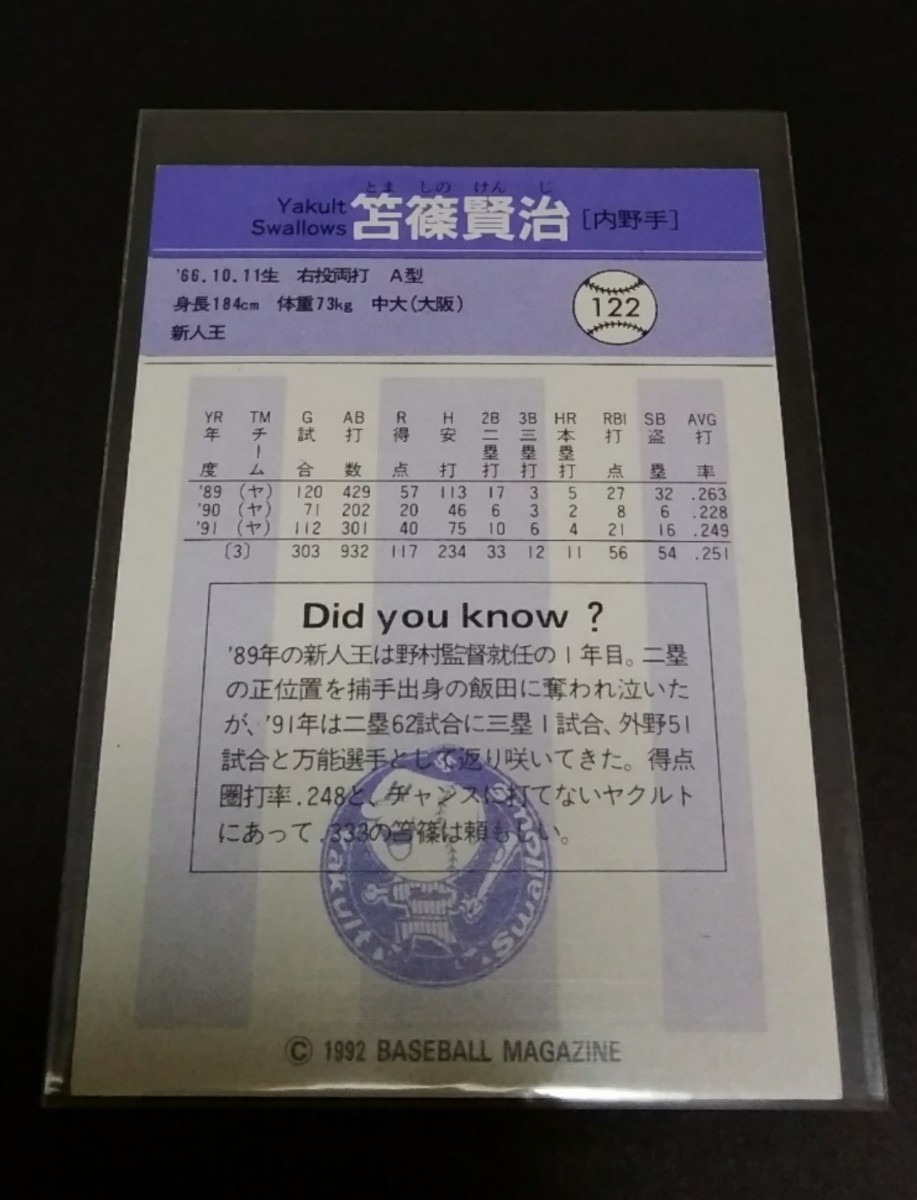 とま しの けん じ
Yakult 笘篠賢治 [内野手]
Swallows
'66.10.11生 右投両打 A型
身長184cm 体重73kg 中大(大阪)
新人王
122
YR TM G AB R H 2B 3B HR RBI SB AVG
年度 チーム 試合 打数 得点 安打 二塁打 三塁打 本塁打 打点 盗塁 打率
'89 (ヤ) 120 429 57 113 17 3 5 27 32 .263
'90 (ヤ) 71 202 20 46 6 3 2 8 6 .228
'91 (ヤ) 112 301 40 75 10 6 4 21 16 .249
〔3〕 303 932 117 234 33 12 11 56 54 .251
Did you know ?
'89年の新人王は野村監督就任の1年目。二塁
の正位置を捕手出身の飯田に奪われ泣いた
が、'91年は二塁62試合に三塁1試合、外野51
試合と万能選手として返り咲いてきた。得点
圏打率.248と、チャンスに打てないヤクルト
にあって.333の笘篠は頼もしい。
Yakult Swallows
© 1992 BASEBALL MAGAZINE